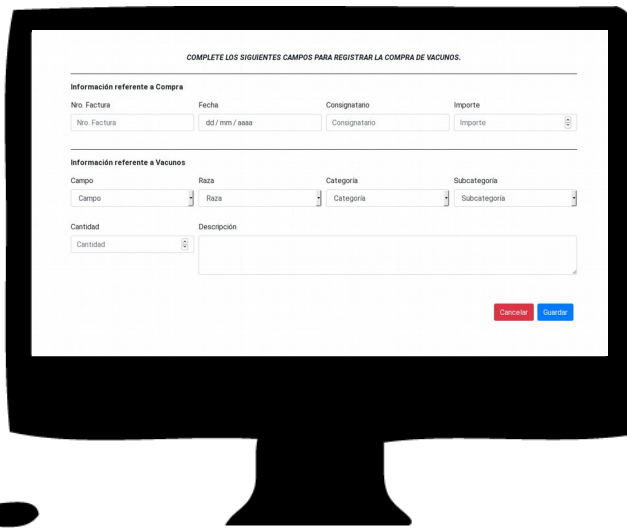 COMPLETE LOS SIGUIENTES CAMPOS PARA REGISTRAR LA COMPRA DE VACUNOS.
Información referente a Compra
Nro. Factura Fecha Consignatario Importe
Nro. Factura dd / mm / aaaa Consignatario Importe
Información referente a Vacunos
Campo Raza Categoría Subcategoría
Campo Raza Categoría Subcategoría
Cantidad Descripción
Cantidad
Cancelar Guardar